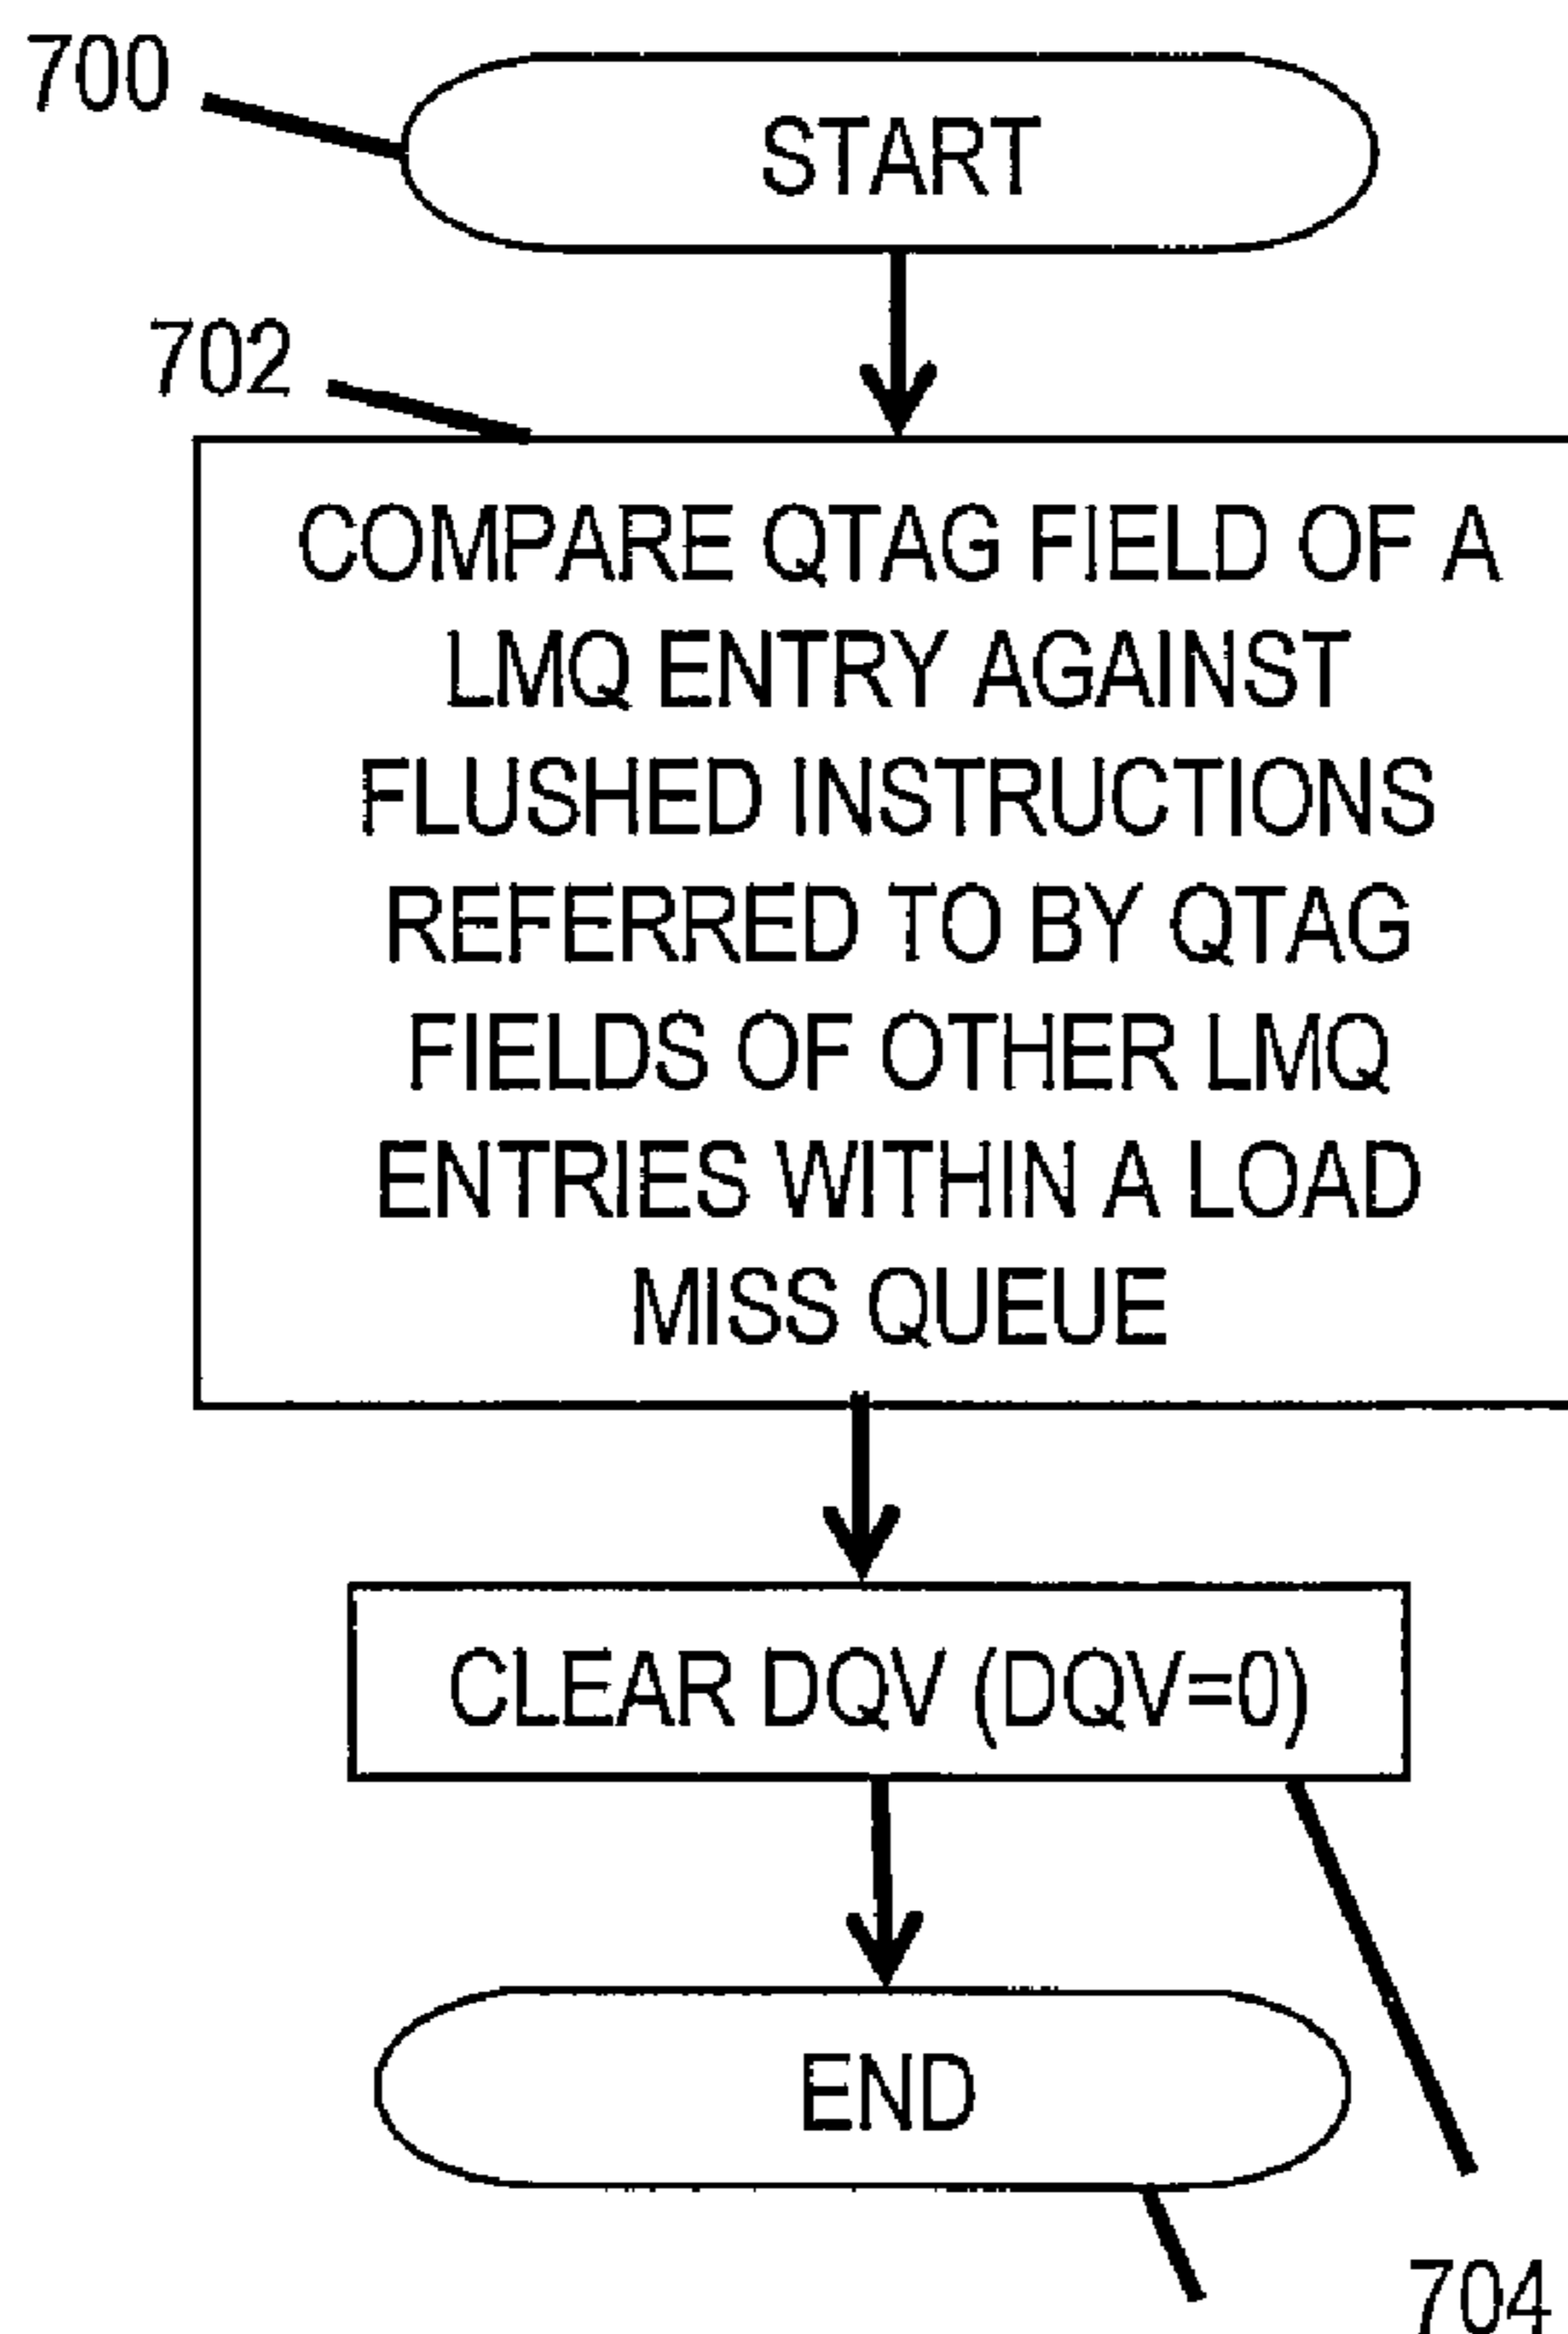 700
START
702
COMPARE QTAG FIELD OF A
LMQ ENTRY AGAINST
FLUSHED INSTRUCTIONS
REFERRED TO BY QTAG
FIELDS OF OTHER LMQ
ENTRIES WITHIN A LOAD
MISS QUEUE
CLEAR DQV (DQV=0)
END
704